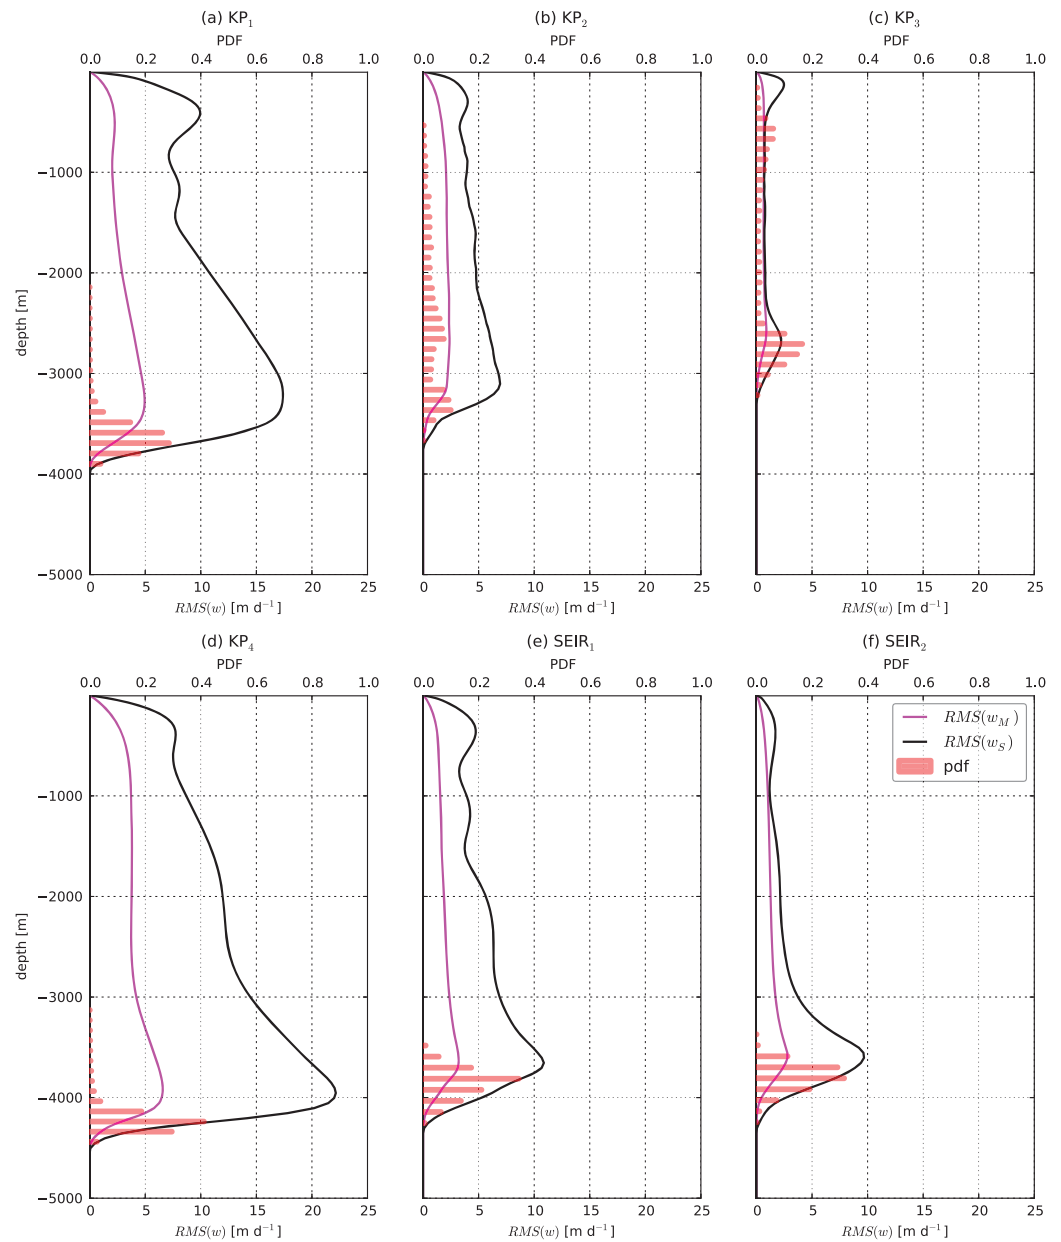 (a) KP₁ (b) KP₂ (c) KP₃
PDF PDF PDF
0.0 0.2 0.4 0.6 0.8 1.0 0.0 0.2 0.4 0.6 0.8 1.0 0.0 0.2 0.4 0.6 0.8 1.0
−1000
−2000
depth [m]
−3000
−4000
−5000
0 5 10 15 20 25 0 5 10 15 20 25 0 5 10 15 20 25
RMS(w) [m d⁻¹] RMS(w) [m d⁻¹] RMS(w) [m d⁻¹]
(d) KP₄ (e) SEIR₁ (f) SEIR₂
PDF PDF PDF
0.0 0.2 0.4 0.6 0.8 1.0 0.0 0.2 0.4 0.6 0.8 1.0 0.0 0.2 0.4 0.6 0.8 1.0
RMS(w_M)
RMS(w_S)
pdf
−1000
−2000
depth [m]
−3000
−4000
−5000
0 5 10 15 20 25 0 5 10 15 20 25 0 5 10 15 20 25
RMS(w) [m d⁻¹] RMS(w) [m d⁻¹] RMS(w) [m d⁻¹]